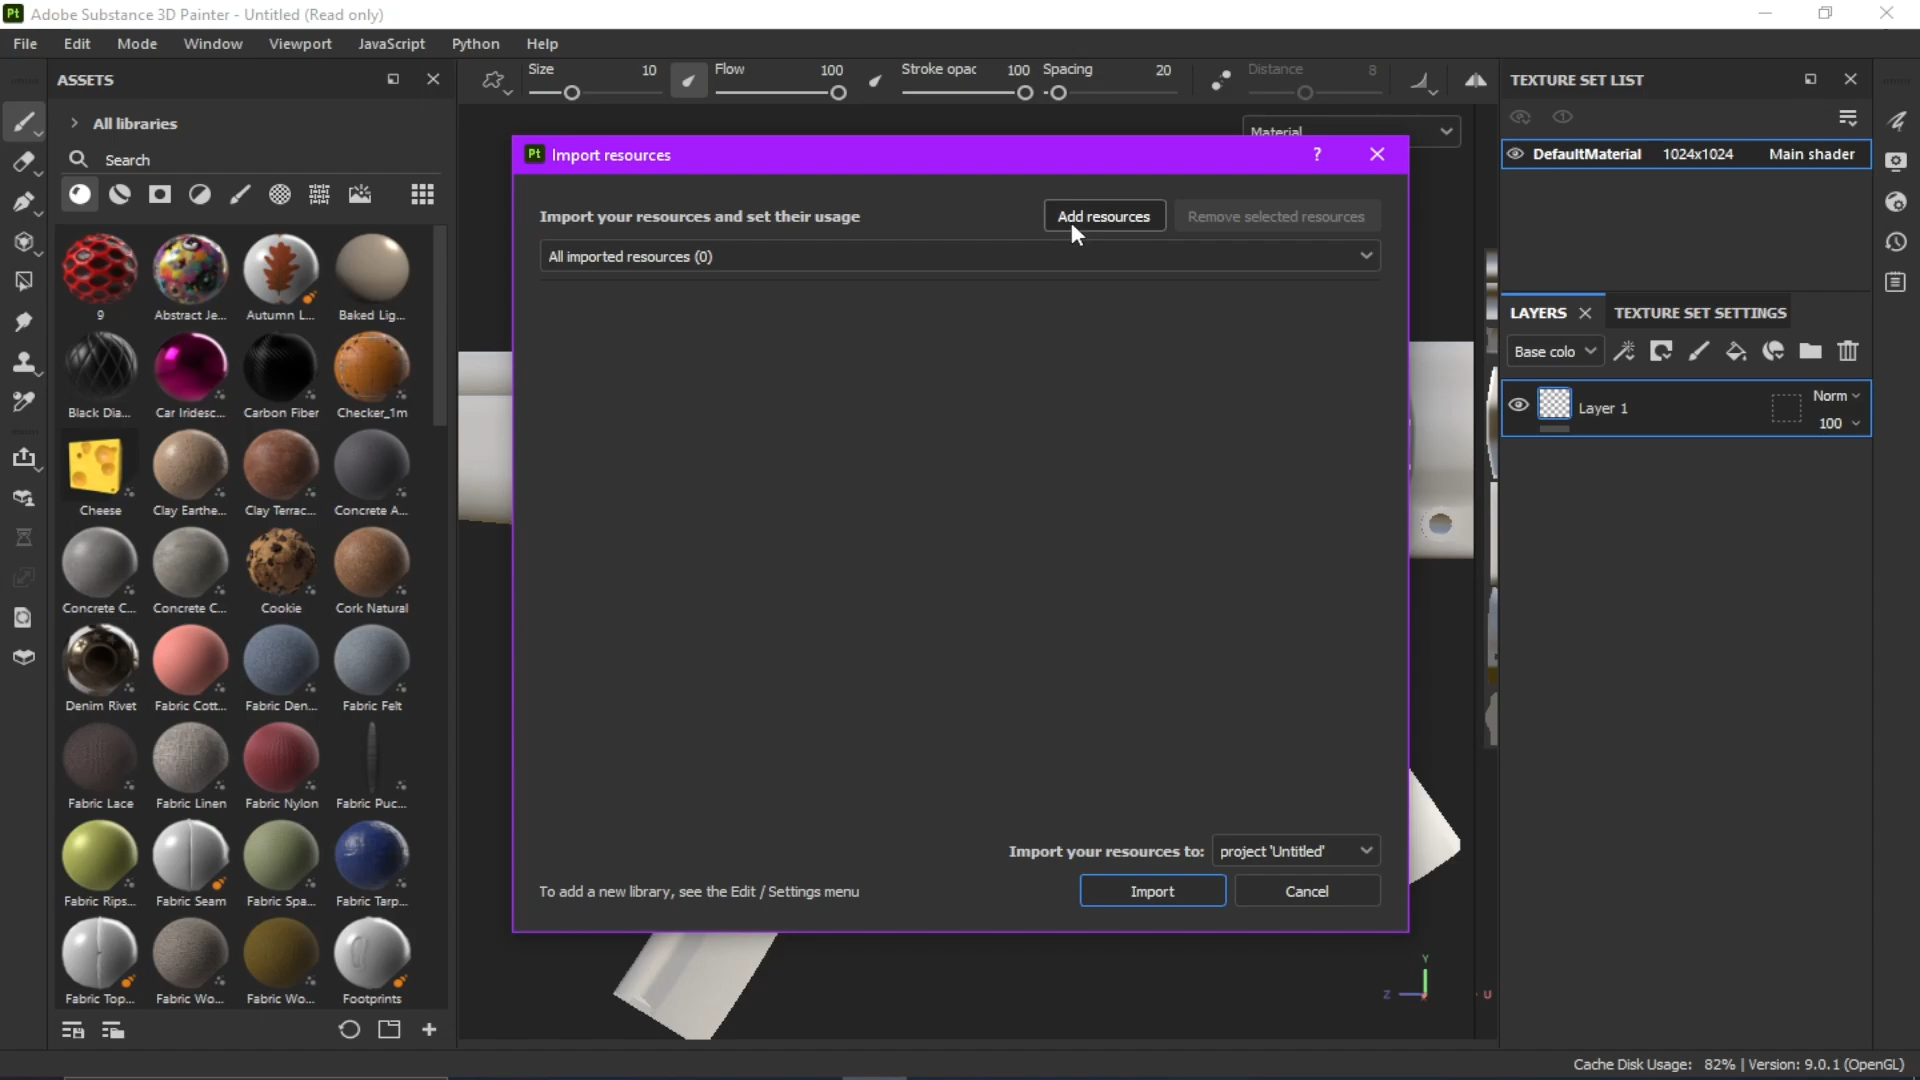 Pt Adobe Substance 3D Painter - Untitled (Read only)
File Edit Mode Window Viewport JavaScript Python Help
ASSETS
All libraries
Search
9 Abstract Je... Autumn L... Baked Lig...
Black Dia... Car Iridesc... Carbon Fiber Checker_1m
Cheese Clay Earthe... Clay Terrac... Concrete A...
Concrete C... Concrete C... Cookie Cork Natural
Denim Rivet Fabric Cott... Fabric Den... Fabric Felt
Fabric Lace Fabric Linen Fabric Nylon Fabric Puc...
Fabric Rips... Fabric Seam Fabric Spa... Fabric Tarp...
Fabric Top... Fabric Wo... Fabric Wo... Footprints
Size 10 Flow 100 Stroke opac 100 Spacing 20 Distance 8
Material
Pt Import resources ?
Import your resources and set their usage Add resources Remove selected resources
All imported resources (0)
Import your resources to: project 'Untitled'
To add a new library, see the Edit / Settings menu Import Cancel
Y
Z
U
TEXTURE SET LIST
DefaultMaterial 1024x1024 Main shader
LAYERS TEXTURE SET SETTINGS
Base colo
Layer 1 Norm
100
Cache Disk Usage: 82% | Version: 9.0.1 (OpenGL)